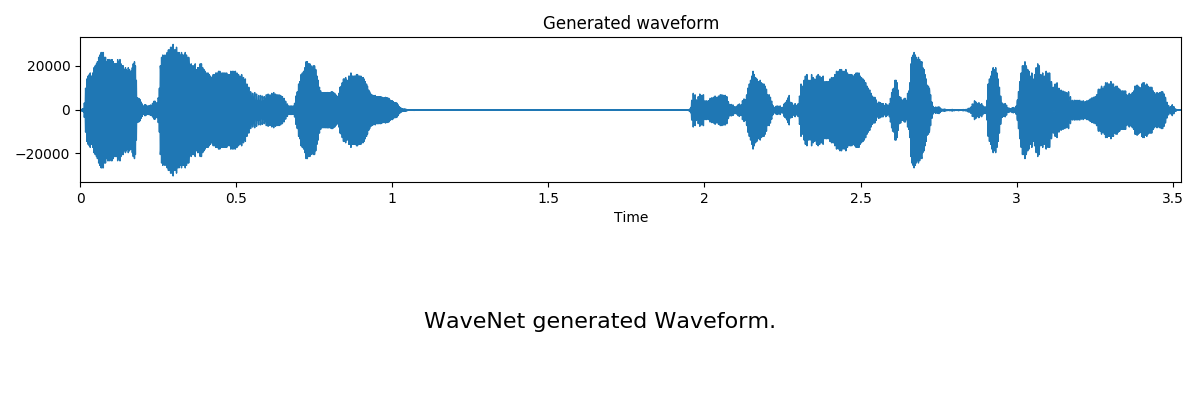 Generated waveform
20000
0
−20000
0 0.5 1 1.5 2 2.5 3 3.5
Time
WaveNet generated Waveform.